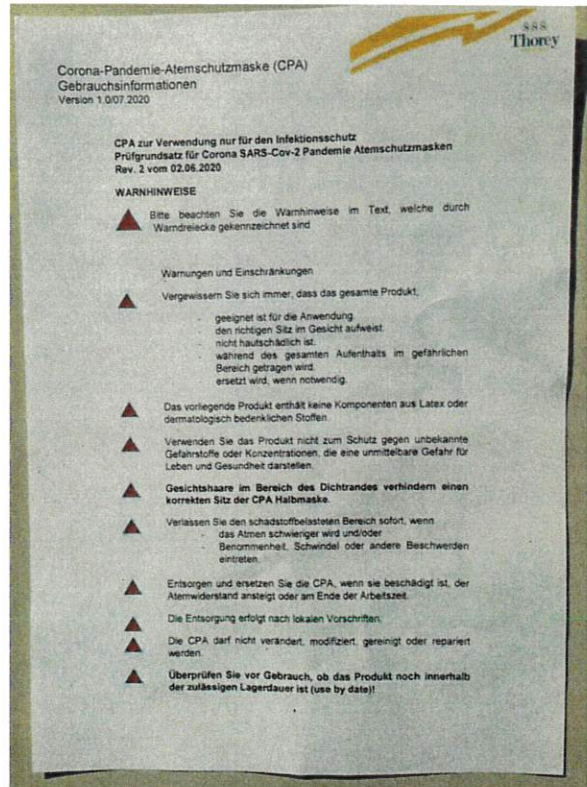 SSS
Thorey
Corona-Pandemie-Atemschutzmaske (CPA)
Gebrauchsinformationen
Version 1.0/07.2020
CPA zur Verwendung nur für den Infektionsschutz
Prüfgrundsatz für Corona SARS-Cov-2 Pandemie Atemschutzmasken
Rev. 2 vom 02.06.2020
WARNHINWEISE
Bitte beachten Sie die Warnhinweise im Text, welche durch
Warndreiecke gekennzeichnet sind
Warnungen und Einschränkungen
Vergewissern Sie sich immer, dass das gesamte Produkt,
- geeignet ist für die Anwendung.
den richtigen Sitz im Gesicht aufweist.
- nicht hautschädlich ist.
- während des gesamten Aufenthalts im gefährlichen
Bereich getragen wird.
ersetzt wird, wenn notwendig.
Das vorliegende Produkt enthält keine Komponenten aus Latex oder
dermatologisch bedenklichen Stoffen.
Verwenden Sie das Produkt nicht zum Schutz gegen unbekannte
Gefahrstoffe oder Konzentrationen, die eine unmittelbare Gefahr für
Leben und Gesundheit darstellen.
Gesichtshaare im Bereich des Dichtrandes verhindern einen
korrekten Sitz der CPA Halbmaske.
Verlassen Sie den schadstoffbelasteten Bereich sofort, wenn
- das Atmen schwieriger wird und/oder
- Benommenheit, Schwindel oder andere Beschwerden
eintreten.
Entsorgen und ersetzen Sie die CPA, wenn sie beschädigt ist, der
Atemwiderstand ansteigt oder am Ende der Arbeitszeit.
Die Entsorgung erfolgt nach lokalen Vorschriften.
Die CPA darf nicht verändert, modifiziert, gereinigt oder repariert
werden.
Überprüfen Sie vor Gebrauch, ob das Produkt noch innerhalb
der zulässigen Lagerdauer ist (use by date)!